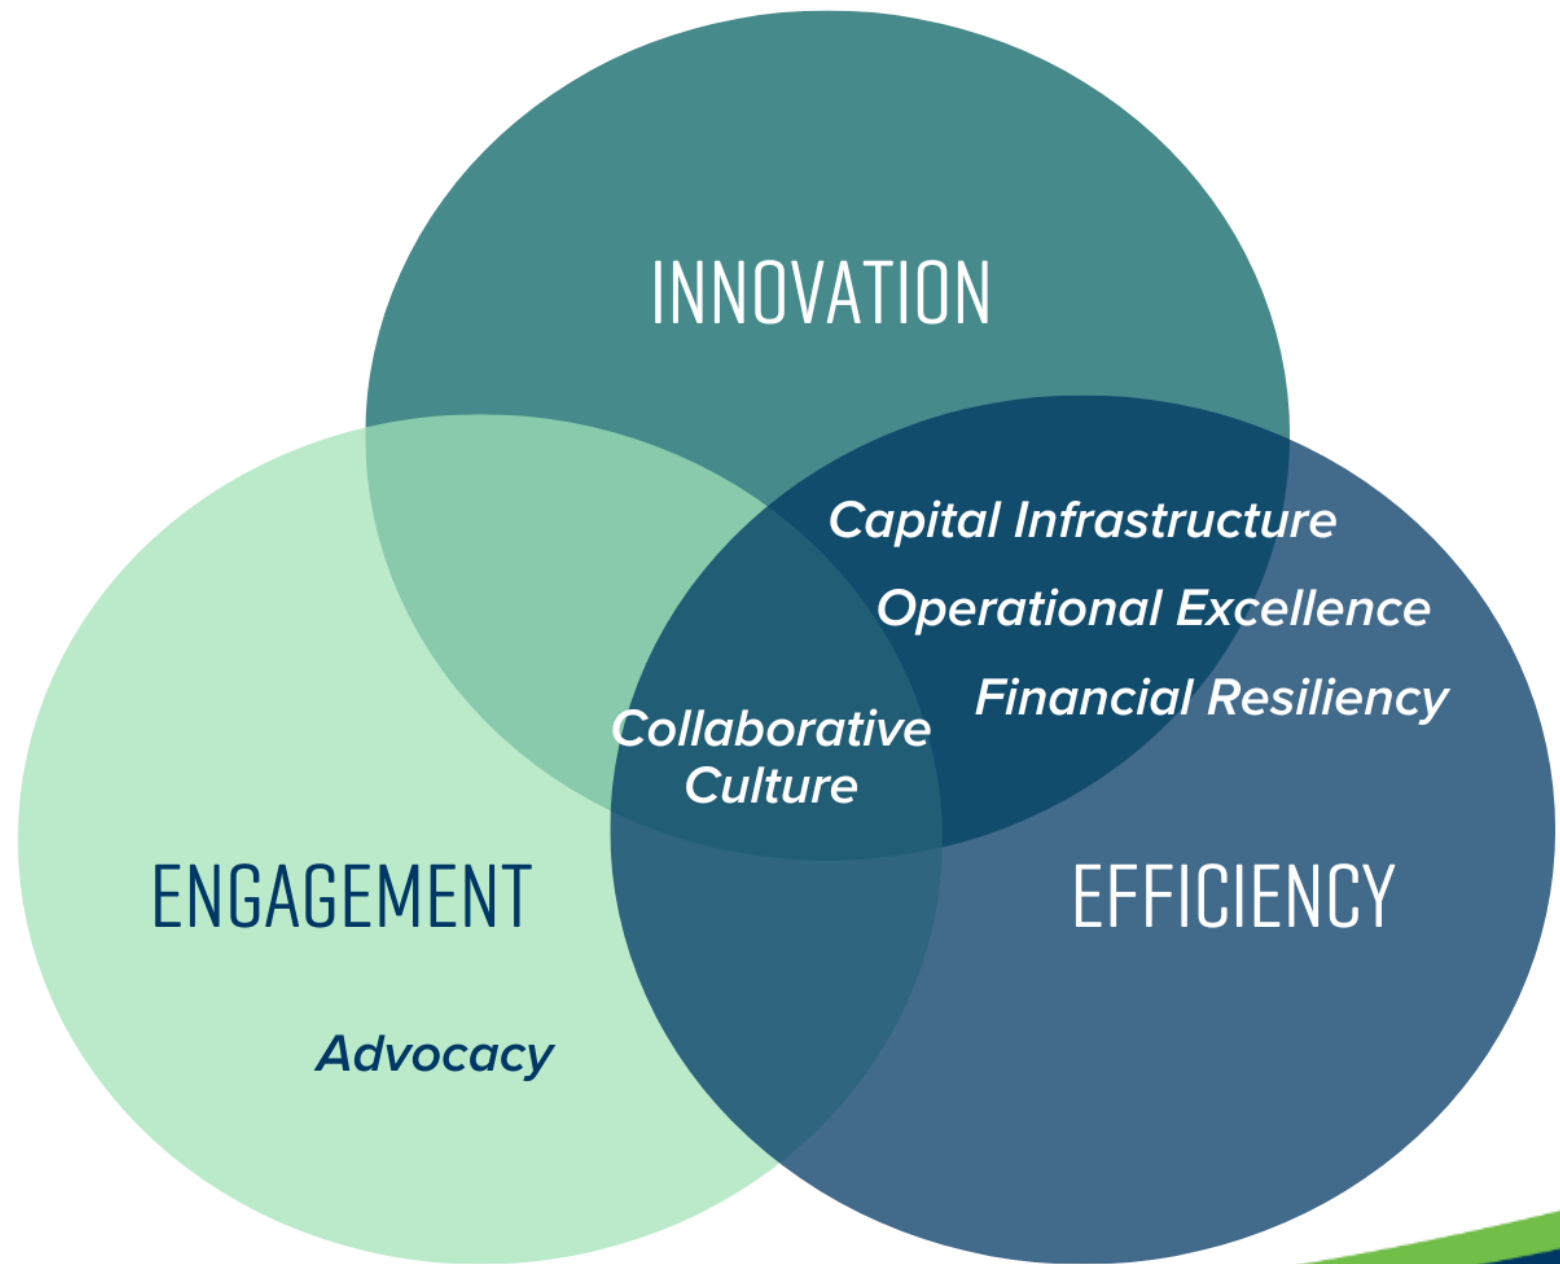 INNOVATION
Capital Infrastructure
Operational Excellence
Financial Resiliency
Collaborative
Culture
ENGAGEMENT
EFFICIENCY
Advocacy